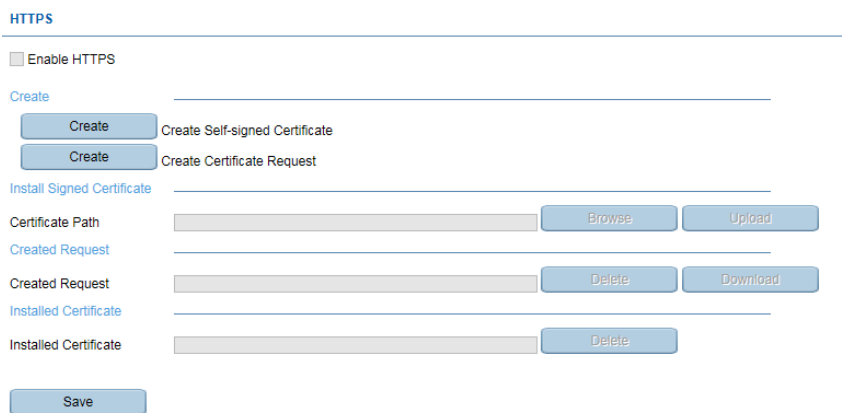 HTTPS
Enable HTTPS
Create
Create Create Self-signed Certificate
Create Create Certificate Request
Install Signed Certificate
Certificate Path Browse Upload
Created Request
Created Request Delete Download
Installed Certificate
Installed Certificate Delete
Save